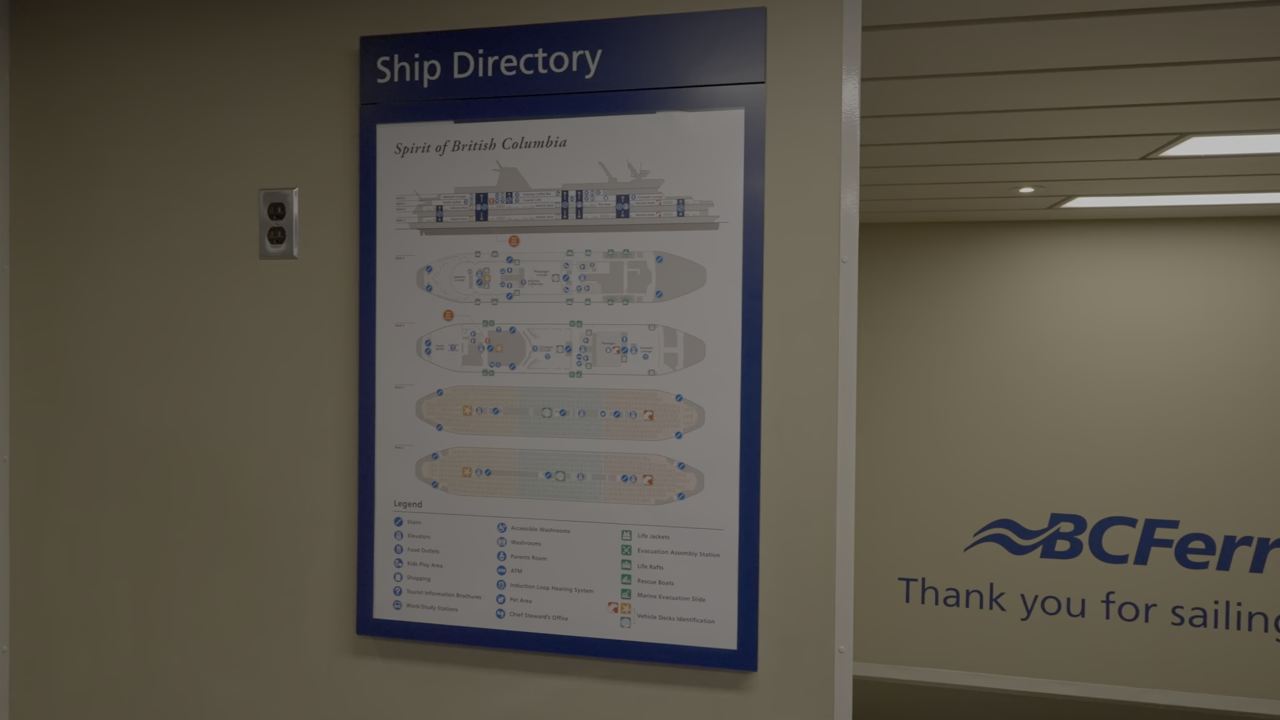 Ship Directory
Spirit of British Columbia
Legend
Stairs
Elevators
Food Outlets
Kids Play Area
Shopping
Tourist Information Brochures
Work/Study Stations
Accessible Washrooms
Washrooms
Parents Room
ATM
Induction Loop Hearing System
Pet Area
Chief Steward's Office
Life Jackets
Evacuation Assembly Station
Life Rafts
Rescue Boats
Marine Evacuation Slide
Vehicle Decks Identification
BCFerr
Thank you for sailing